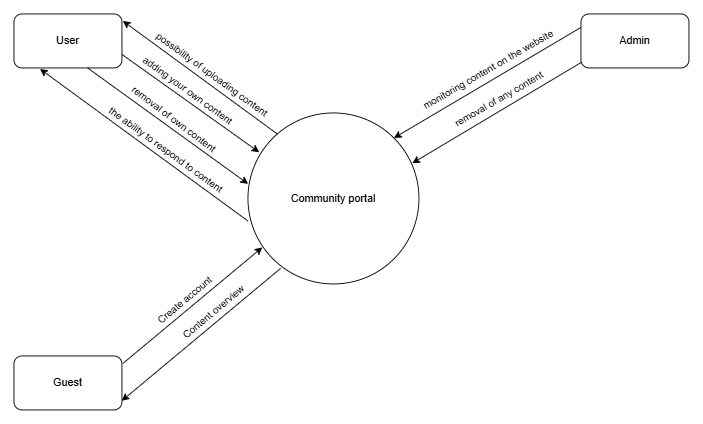 User
Admin
possibility of uploading content
adding your own content
removal of own content
the ability to respond to content
monitoring content on the website
removal of any content
Community portal
Create account
Content overview
Guest